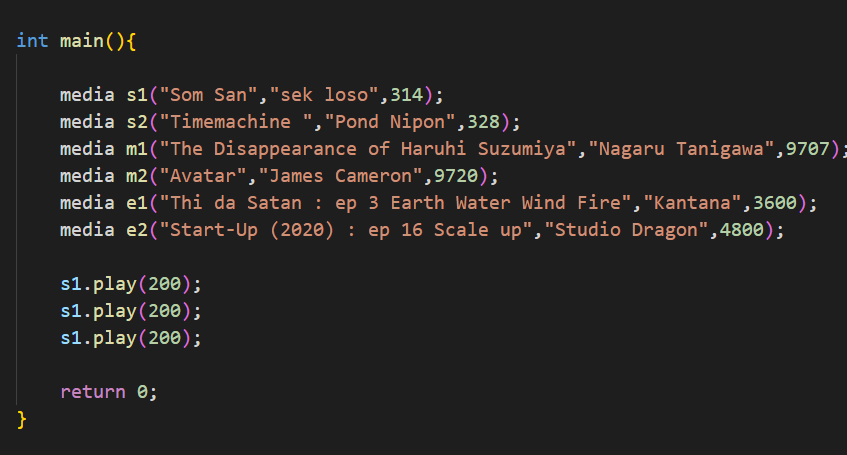 int main(){
media s1("Som San","sek loso",314);
media s2("Timemachine ","Pond Nipon",328);
media m1("The Disappearance of Haruhi Suzumiya","Nagaru Tanigawa",9707);
media m2("Avatar","James Cameron",9720);
media e1("Thi da Satan : ep 3 Earth Water Wind Fire","Kantana",3600);
media e2("Start-Up (2020) : ep 16 Scale up","Studio Dragon",4800);
s1.play(200);
s1.play(200);
s1.play(200);
return 0;
}